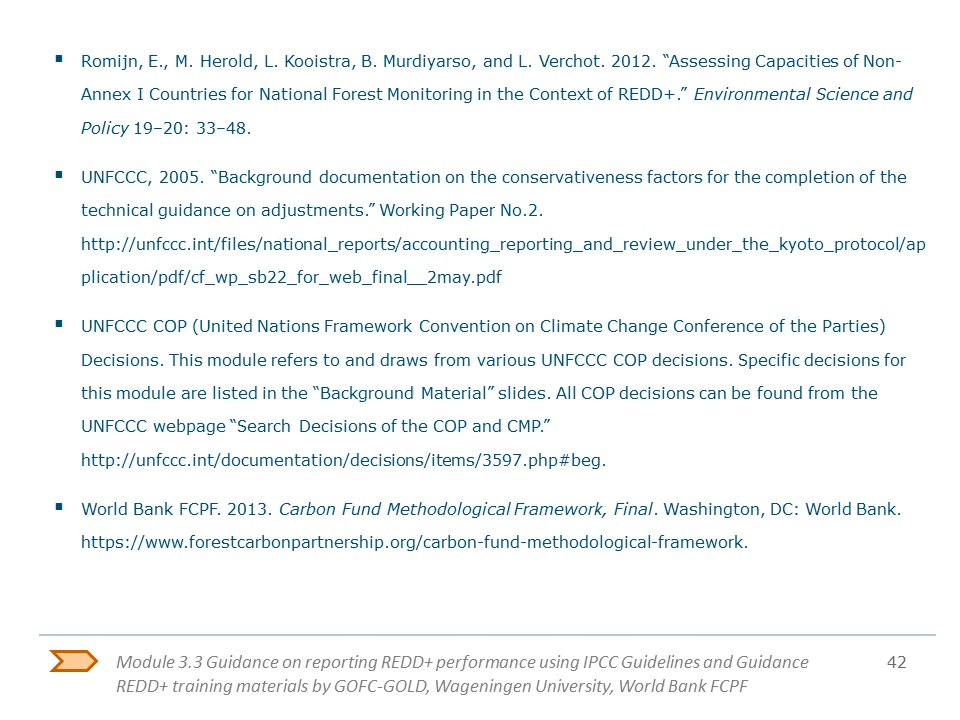 ▪ Romijn, E., M. Herold, L. Kooistra, B. Murdiyarso, and L. Verchot. 2012. “Assessing Capacities of Non-
Annex I Countries for National Forest Monitoring in the Context of REDD+.” Environmental Science and
Policy 19–20: 33–48.
▪ UNFCCC, 2005. “Background documentation on the conservativeness factors for the completion of the
technical guidance on adjustments.” Working Paper No.2.
http://unfccc.int/files/national_reports/accounting_reporting_and_review_under_the_kyoto_protocol/ap
plication/pdf/cf_wp_sb22_for_web_final__2may.pdf
▪ UNFCCC COP (United Nations Framework Convention on Climate Change Conference of the Parties)
Decisions. This module refers to and draws from various UNFCCC COP decisions. Specific decisions for
this module are listed in the “Background Material” slides. All COP decisions can be found from the
UNFCCC webpage “Search Decisions of the COP and CMP.”
http://unfccc.int/documentation/decisions/items/3597.php#beg.
▪ World Bank FCPF. 2013. Carbon Fund Methodological Framework, Final. Washington, DC: World Bank.
https://www.forestcarbonpartnership.org/carbon-fund-methodological-framework.
Module 3.3 Guidance on reporting REDD+ performance using IPCC Guidelines and Guidance 42
REDD+ training materials by GOFC-GOLD, Wageningen University, World Bank FCPF